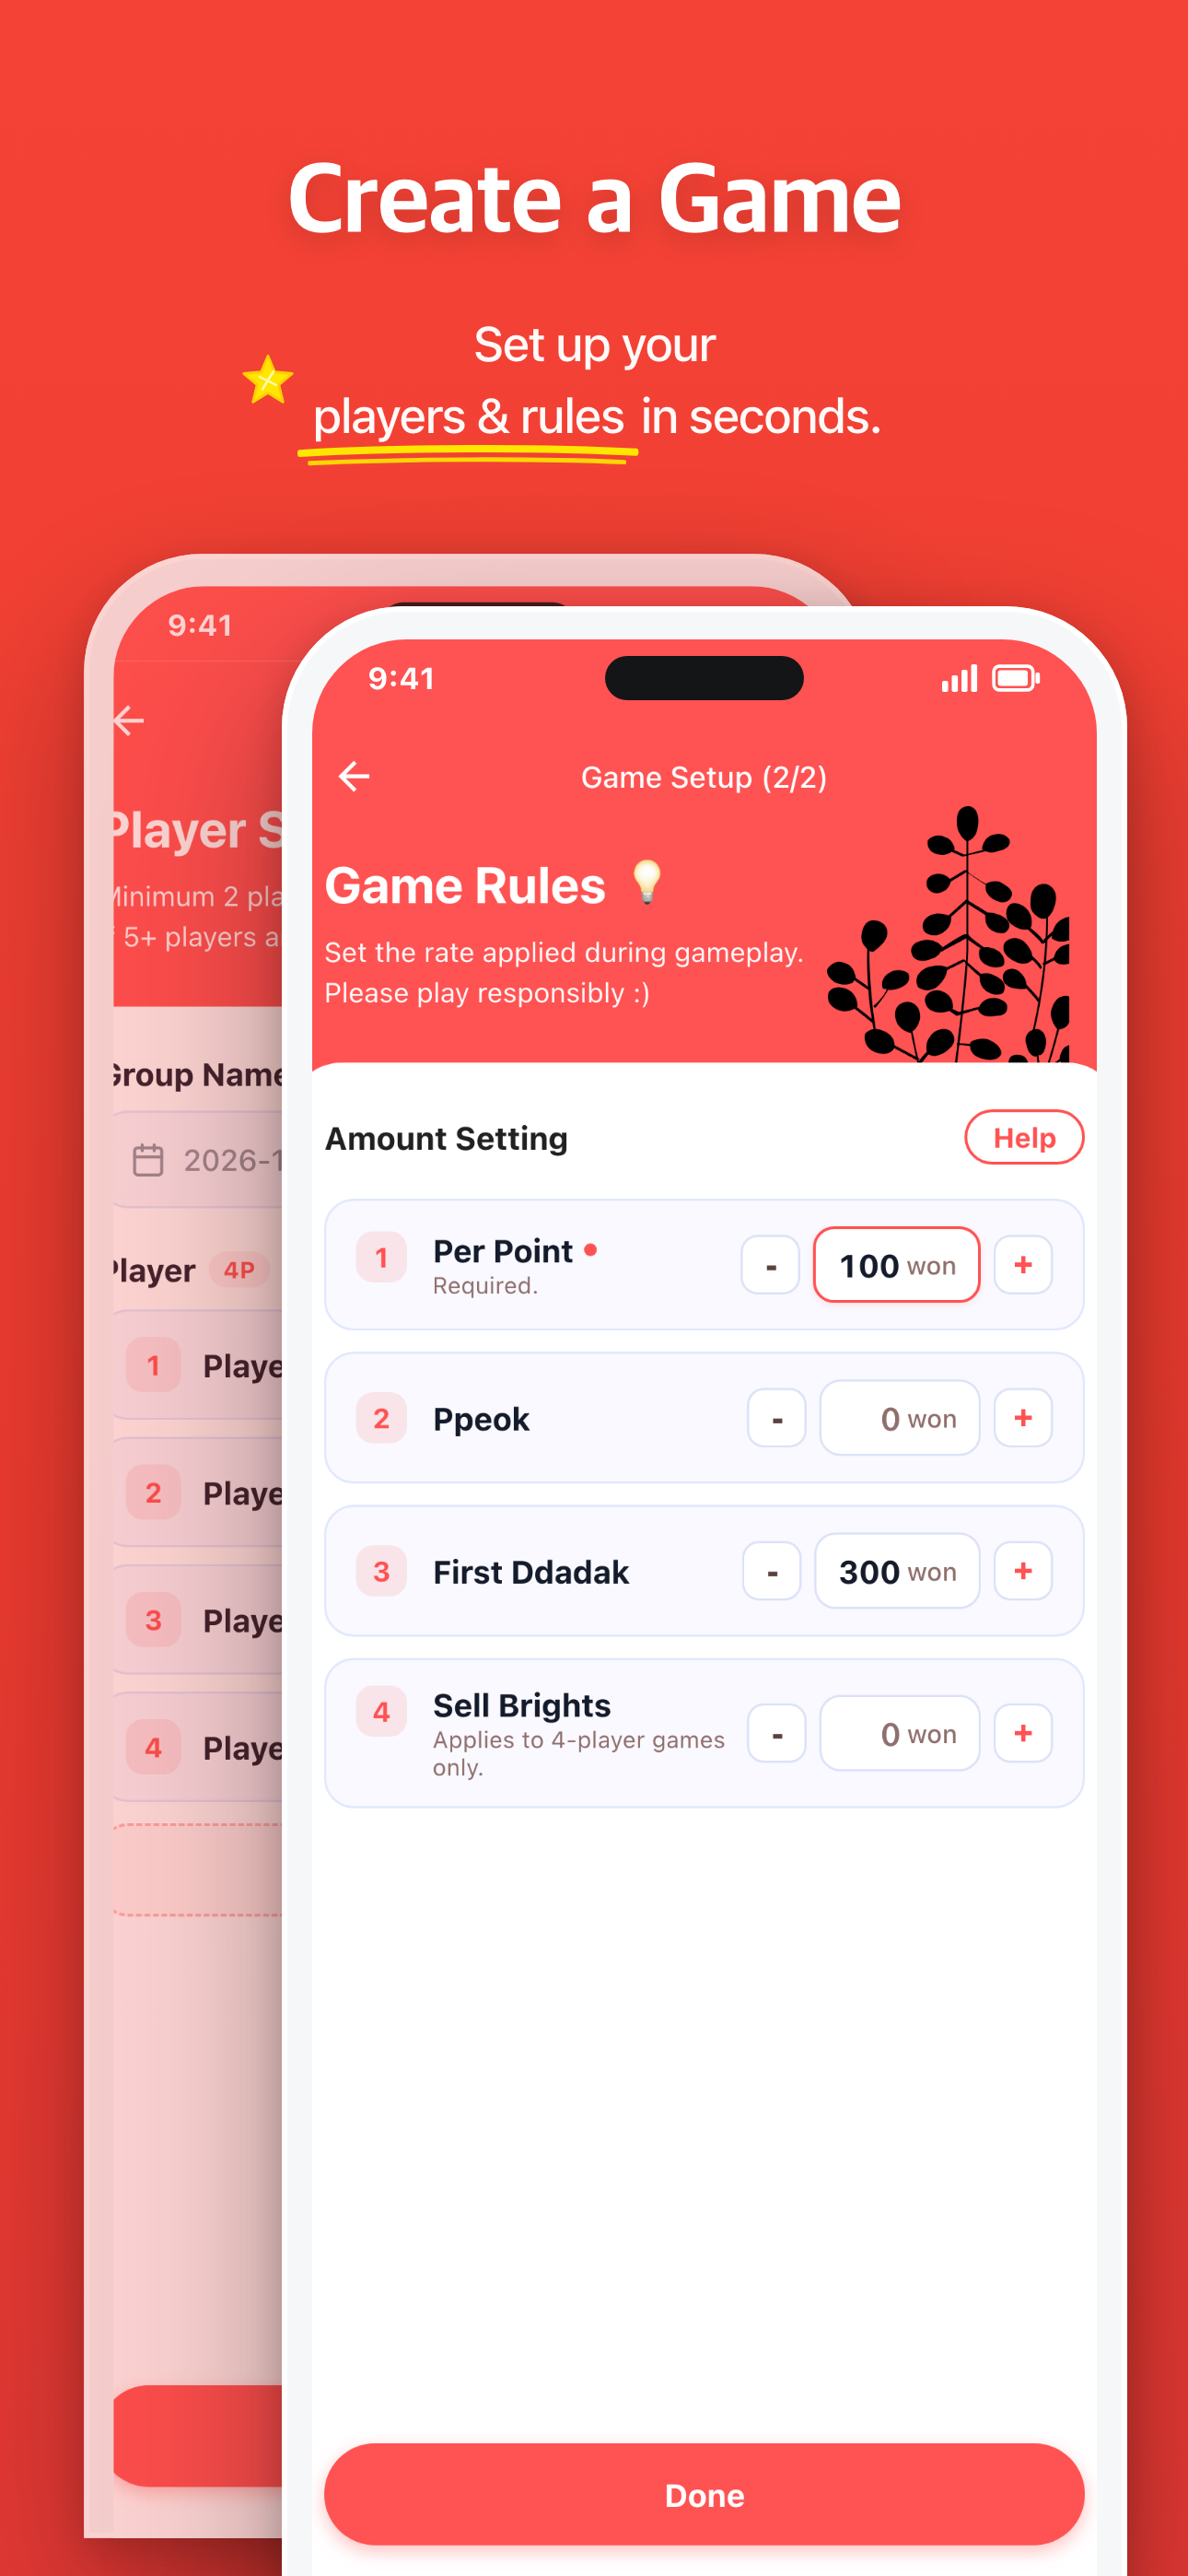 Create a Game
Set up your
players & rules in seconds.
9:41
Player S
Minimum 2 pla
5+ players a
Group Name
2026-1
Player 4P
1 Playe
2 Playe
3 Playe
4 Playe
9:41
Game Setup (2/2)
Game Rules
Set the rate applied during gameplay.
Please play responsibly :)
Amount Setting
Help
1 Per Point - 100 won +
Required.
2 Ppeok - 0 won +
3 First Ddadak - 300 won +
4 Sell Brights - 0 won +
Applies to 4-player games
only.
Done